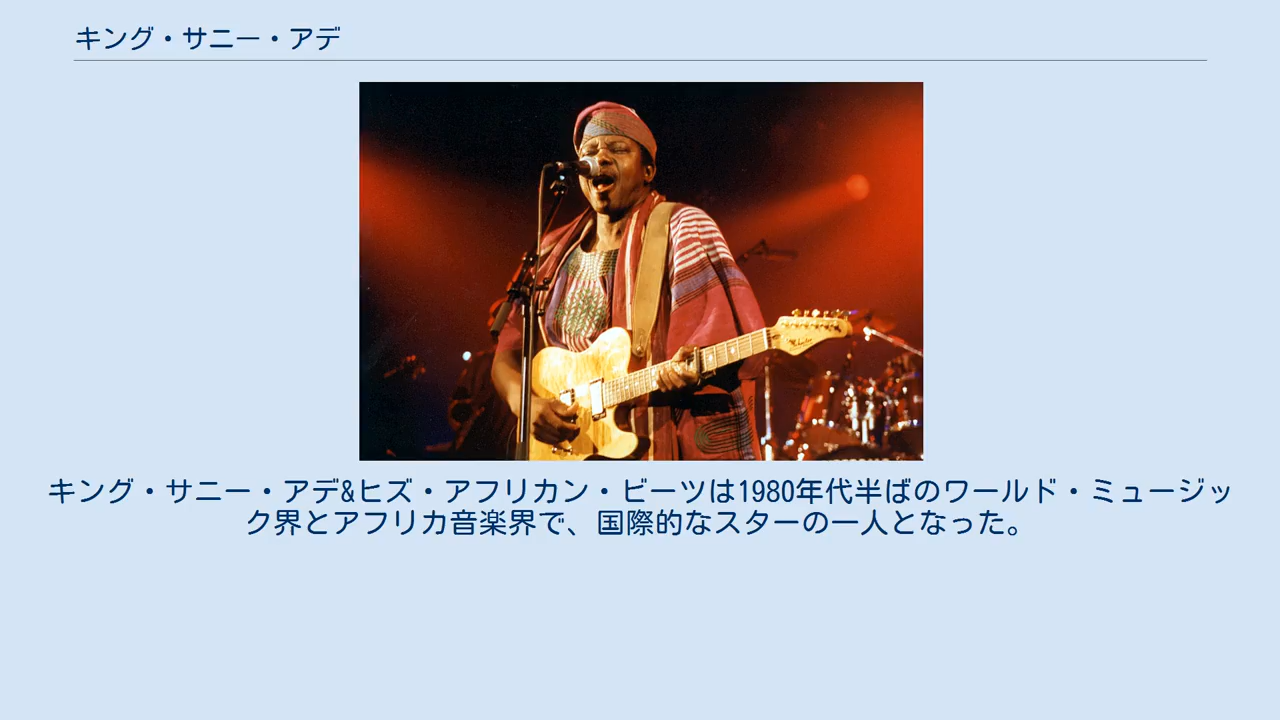 キング・サニー・アデ
キング・サニー・アデ&ヒズ・アフリカン・ビーツは1980年代半ばのワールド・ミュージッ
ク界とアフリカ音楽界で、国際的なスターの一人となった。